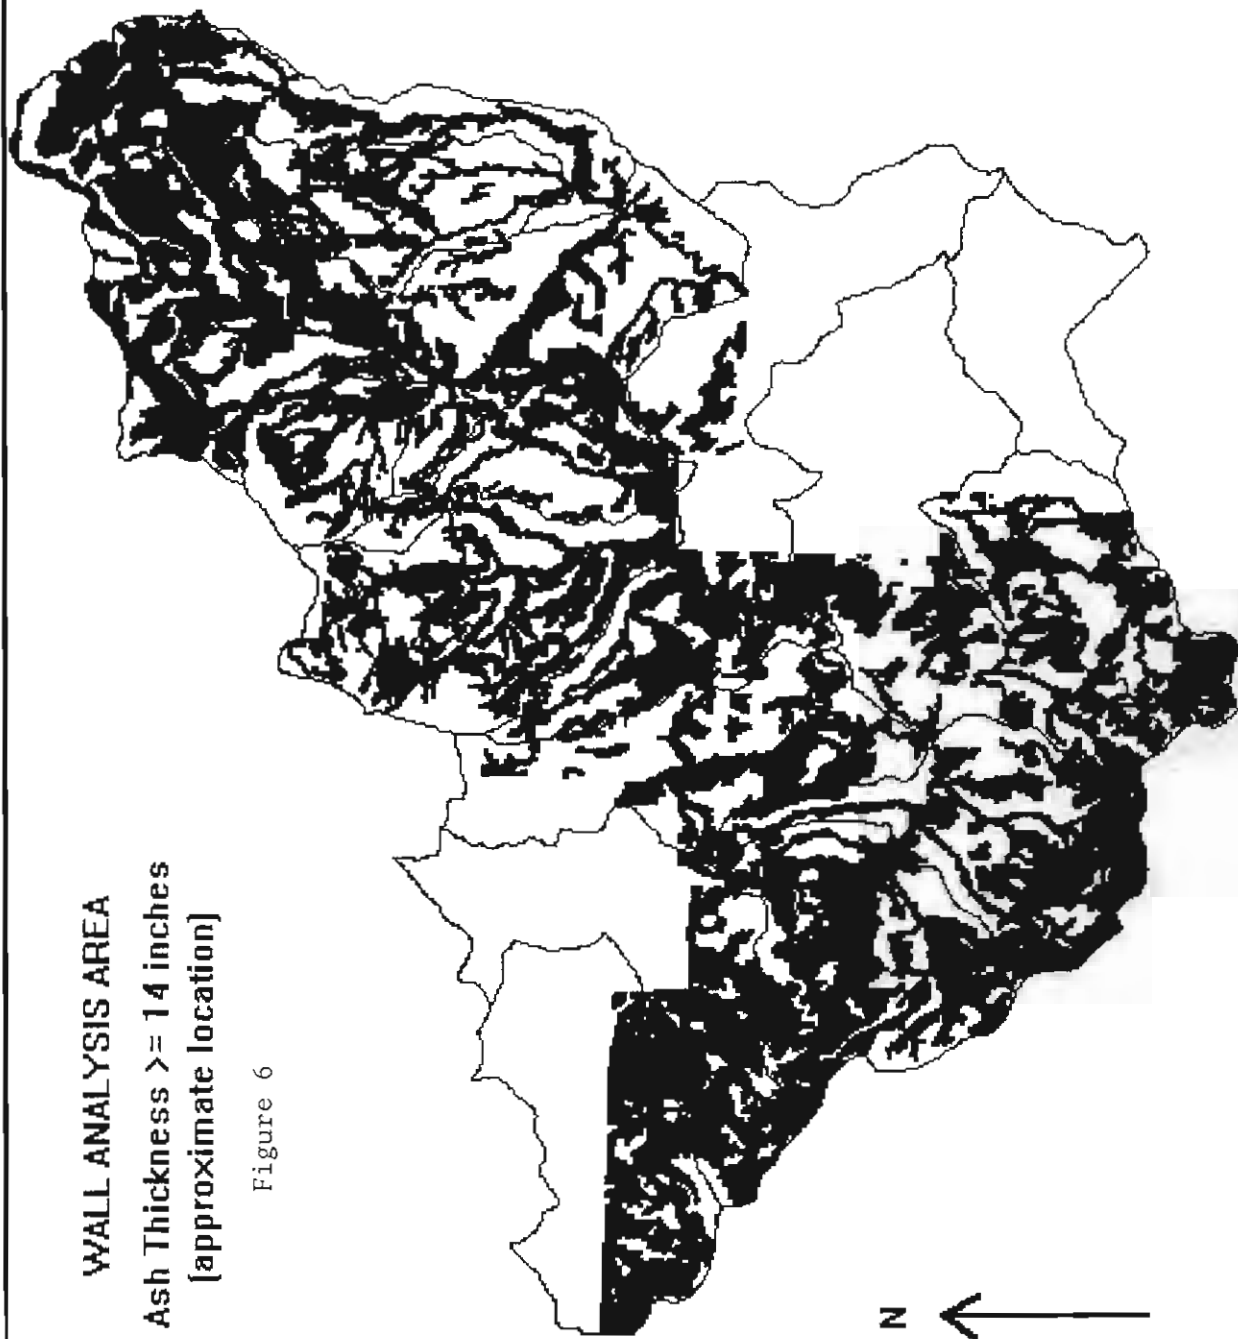 WALL ANALYSIS AREA
Ash Thickness >= 14 inches
[approximate location]
Figure 6
N